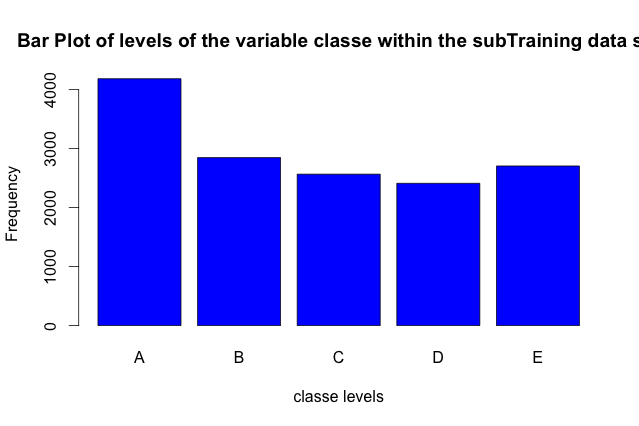 Bar Plot of levels of the variable classe within the subTraining data s
4000
3000
2000
1000
0
Frequency
A B C D E
classe levels